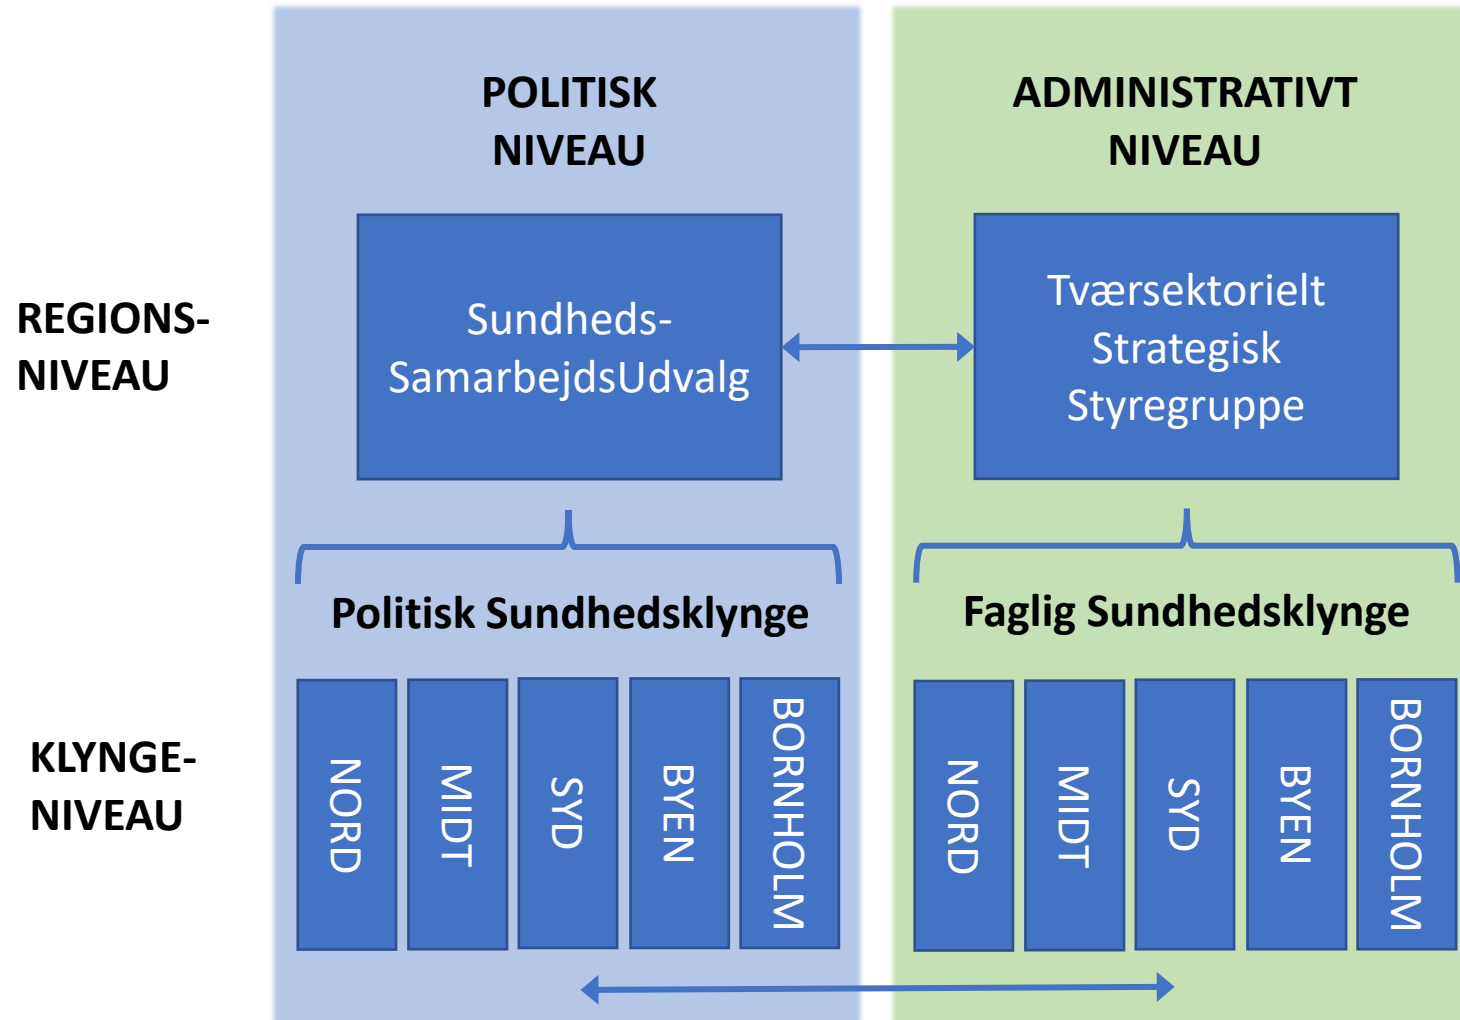 POLITISK
NIVEAU
ADMINISTRATIVT
NIVEAU
REGIONS-
NIVEAU
Sundheds-
SamarbejdsUdvalg
Tværsektorielt
Strategisk
Styregruppe
Politisk Sundhedsklynge
Faglig Sundhedsklynge
KLYNGE-
NIVEAU
NORD
MIDT
SYD
BYEN
BORNHOLM
NORD
MIDT
SYD
BYEN
BORNHOLM